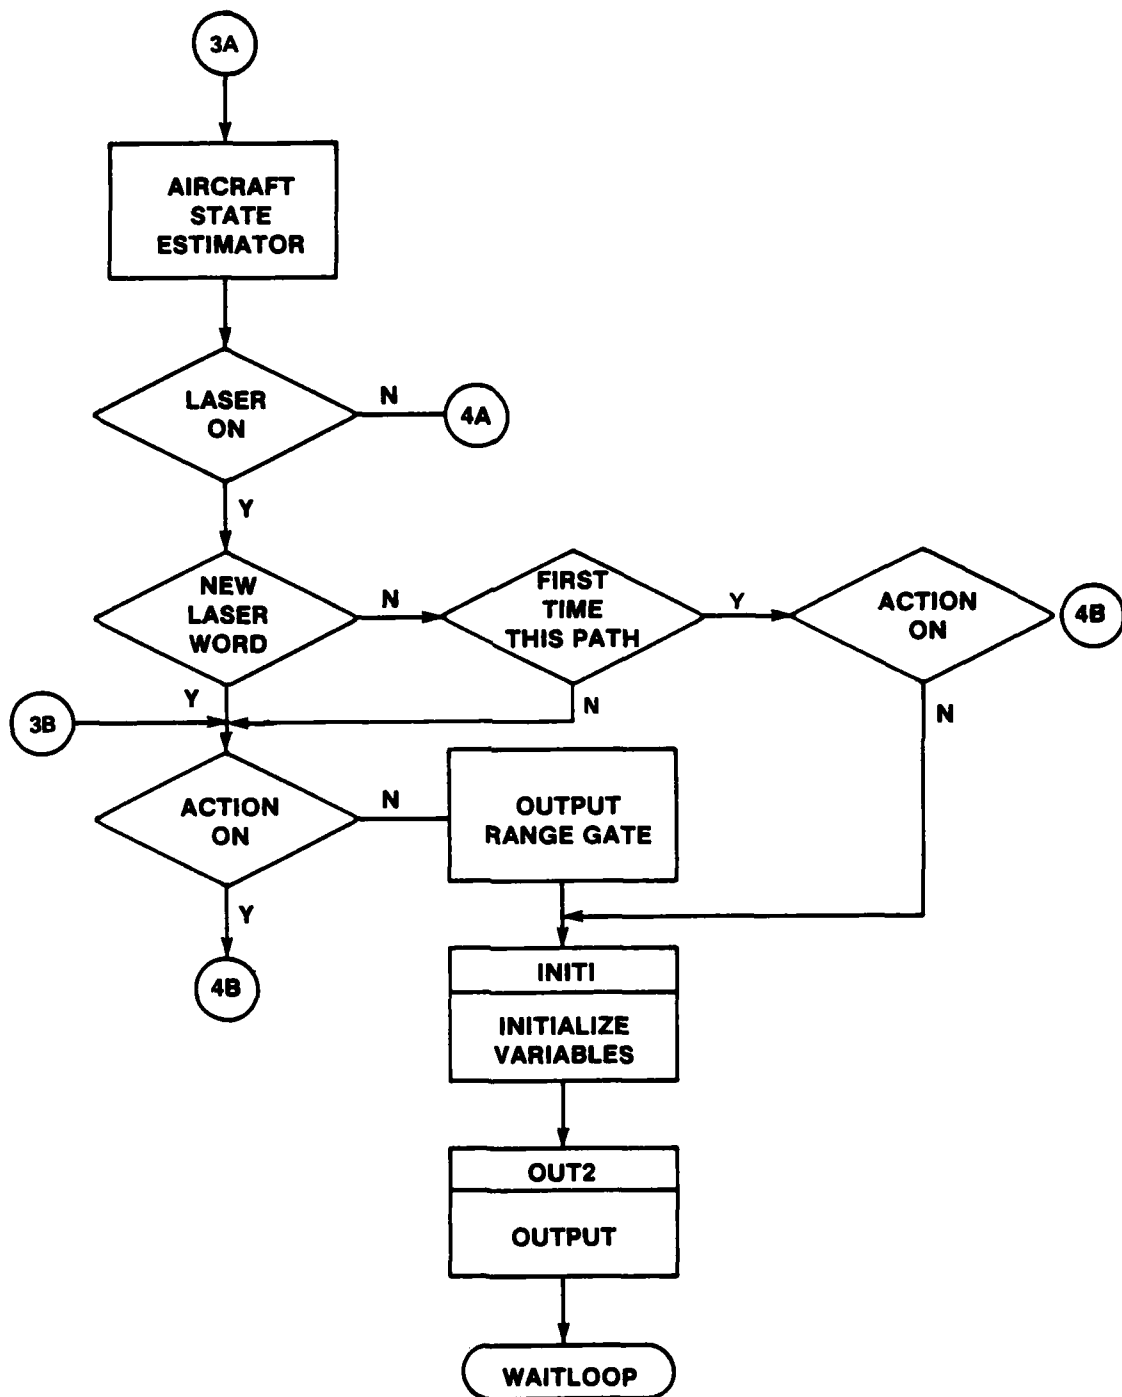 3A
AIRCRAFT
STATE
ESTIMATOR
LASER
ON
N
4A
Y
NEW
LASER
WORD
N
FIRST
TIME
THIS PATH
Y
ACTION
ON
4B
Y
N
N
3B
ACTION
ON
N
OUTPUT
RANGE GATE
Y
4B
INITI
INITIALIZE
VARIABLES
OUT2
OUTPUT
WAITLOOP